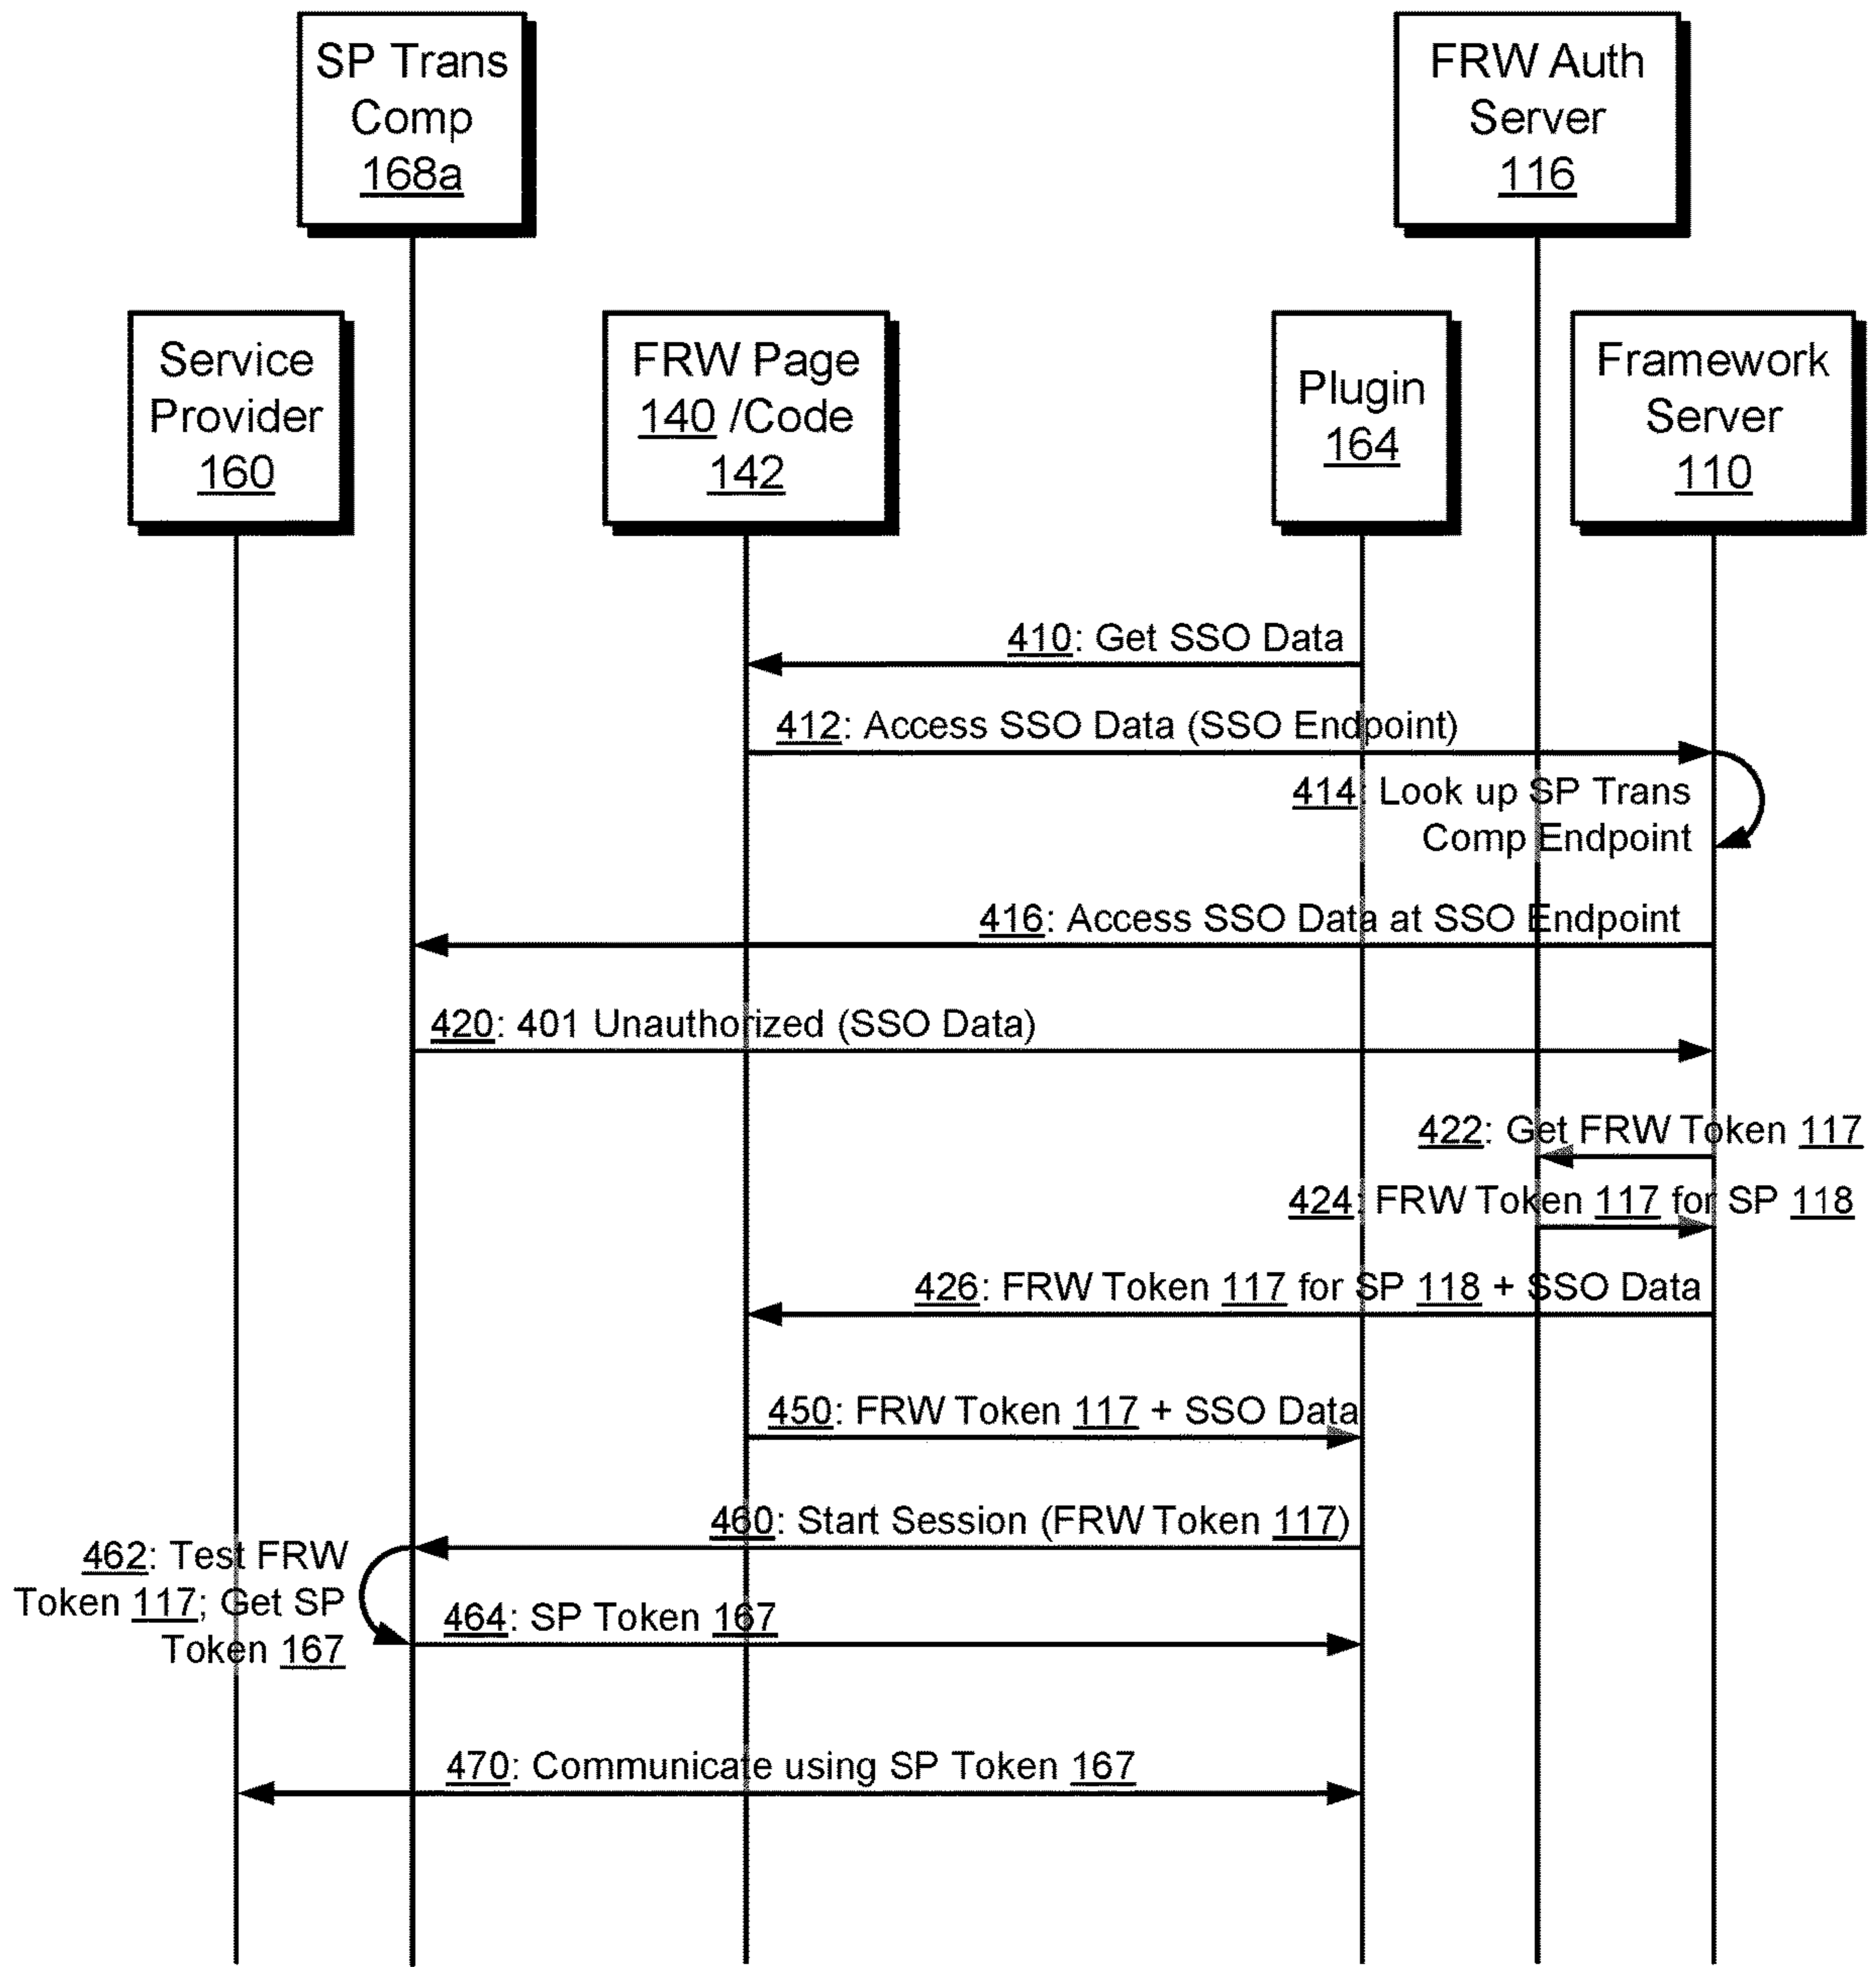 SP Trans
Comp
168a
FRW Auth
Server
116
Service
Provider
160
FRW Page
140 /Code
142
Plugin
164
Framework
Server
110
410: Get SSO Data
412: Access SSO Data (SSO Endpoint)
414: Look up SP Trans
Comp Endpoint
416: Access SSO Data at SSO Endpoint
420: 401 Unauthorized (SSO Data)
422: Get FRW Token 117
424: FRW Token 117 for SP 118
426: FRW Token 117 for SP 118 + SSO Data
450: FRW Token 117 + SSO Data
460: Start Session (FRW Token 117)
462: Test FRW
Token 117; Get SP
Token 167
464: SP Token 167
470: Communicate using SP Token 167